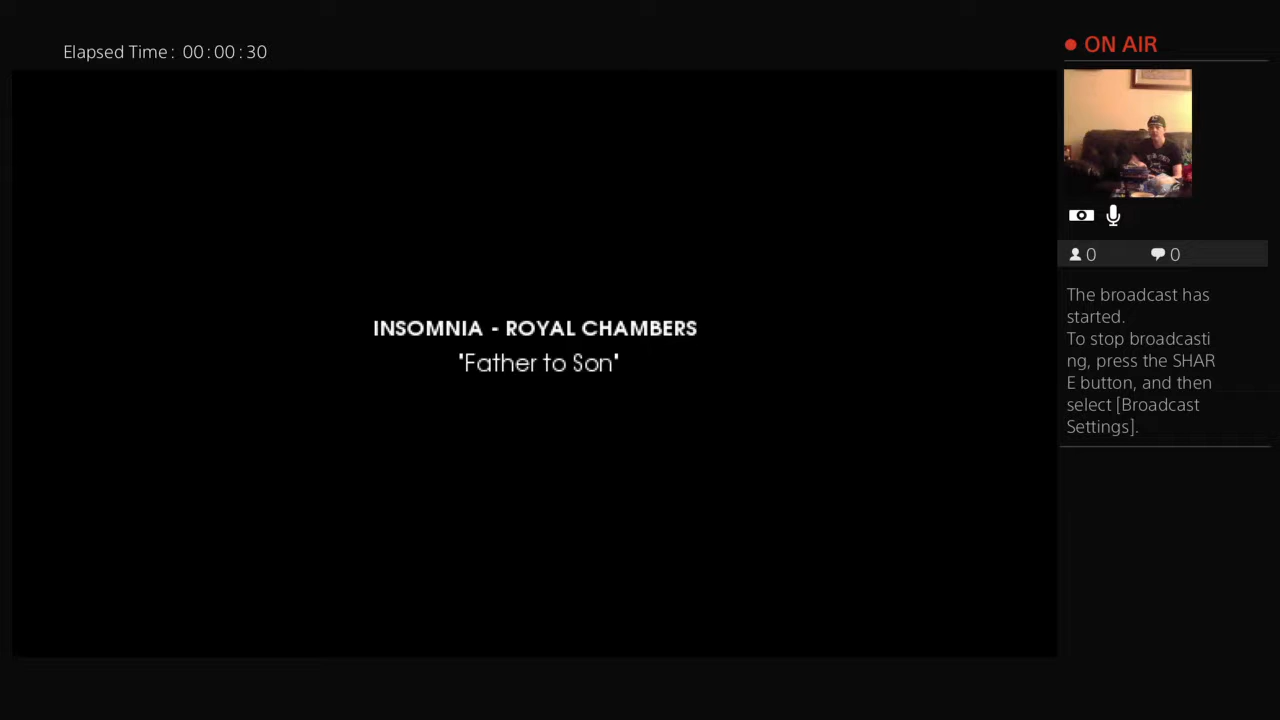 Elapsed Time: 00:00:30
ON AIR
INSOMNIA - ROYAL CHAMBERS
"Father to Son"
0
0
The broadcast has
started.
To stop broadcasti
ng, press the SHAR
E button, and then
select [Broadcast
Settings].